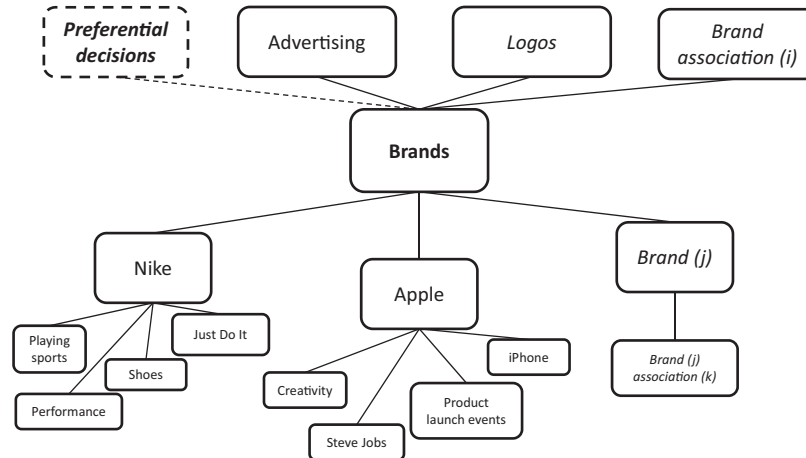 Preferential
decisions
Advertising
Logos
Brand
association (i)
Brands
Nike
Apple
Brand (j)
Playing
sports
Just Do It
Shoes
Performance
iPhone
Creativity
Product
launch events
Steve Jobs
Brand (j)
association (k)